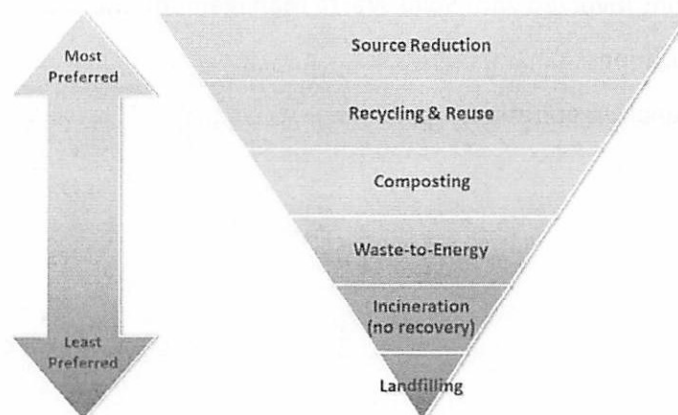 Most
Preferred
Source Reduction
Recycling & Reuse
Composting
Waste-to-Energy
Incineration
(no recovery)
Least
Preferred
Landfilling